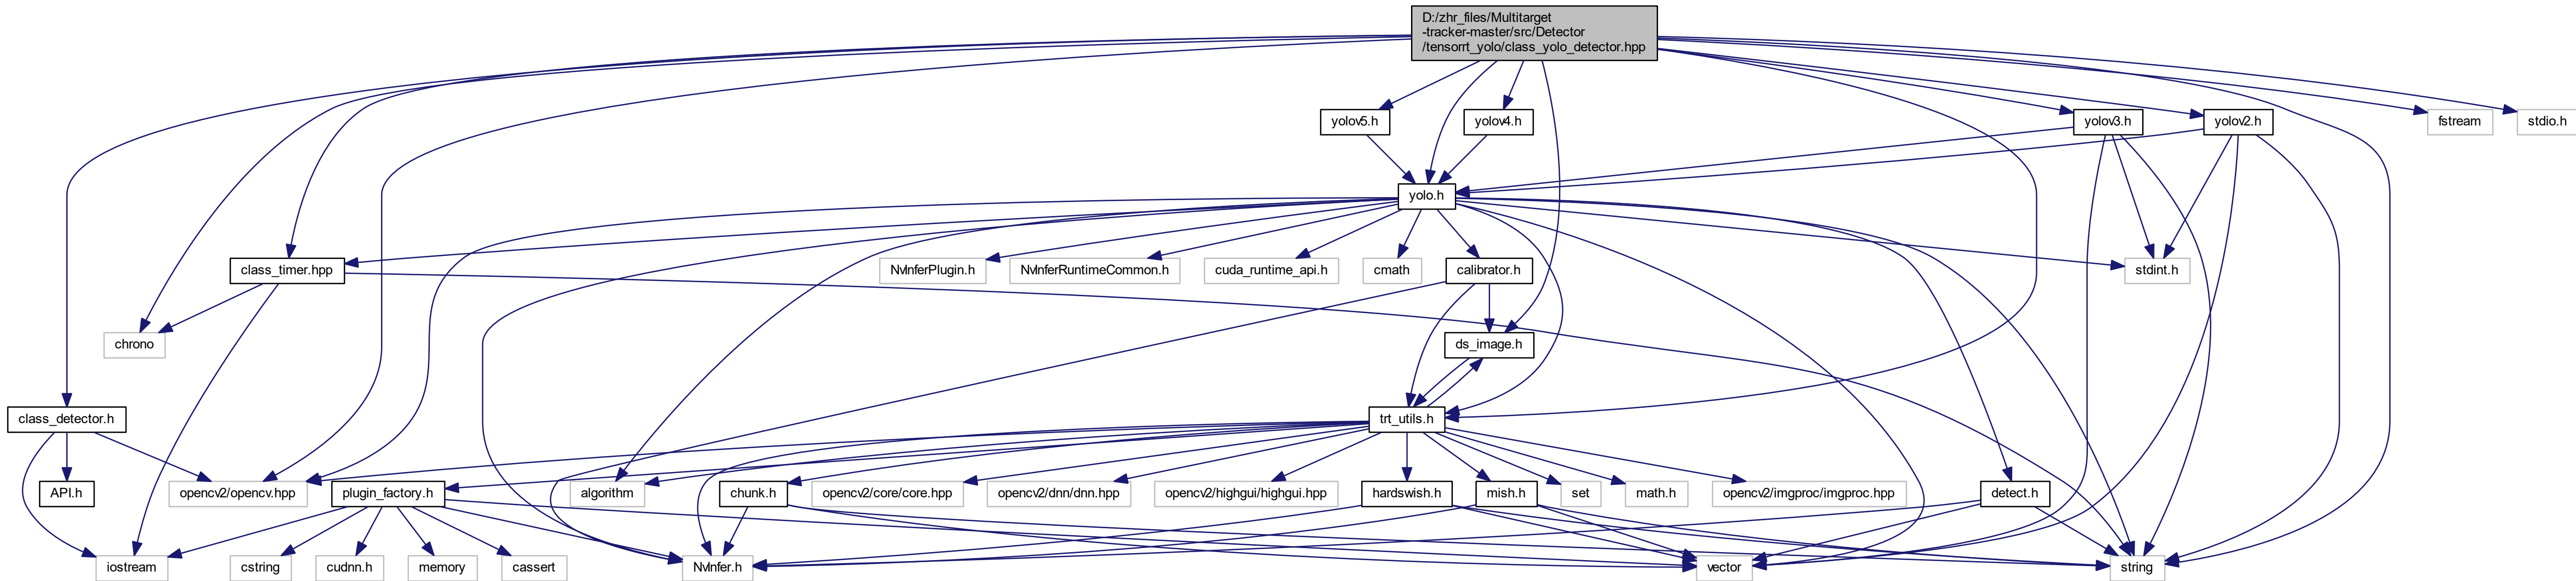 D:/zhr_files/Multitarget
-tracker-master/src/Detector
/tensorrt_yolo/class_yolo_detector.hpp
yolov5.h
yolov4.h
yolov3.h
yolov2.h
fstream
stdio.h
yolo.h
class_timer.hpp
NvInferPlugin.h
NvInferRuntimeCommon.h
cuda_runtime_api.h
cmath
calibrator.h
stdint.h
chrono
ds_image.h
class_detector.h
trt_utils.h
API.h
opencv2/opencv.hpp
plugin_factory.h
algorithm
chunk.h
opencv2/core/core.hpp
opencv2/dnn/dnn.hpp
opencv2/highgui/highgui.hpp
hardswish.h
mish.h
set
math.h
opencv2/imgproc/imgproc.hpp
detect.h
iostream
cstring
cudnn.h
memory
cassert
NvInfer.h
vector
string